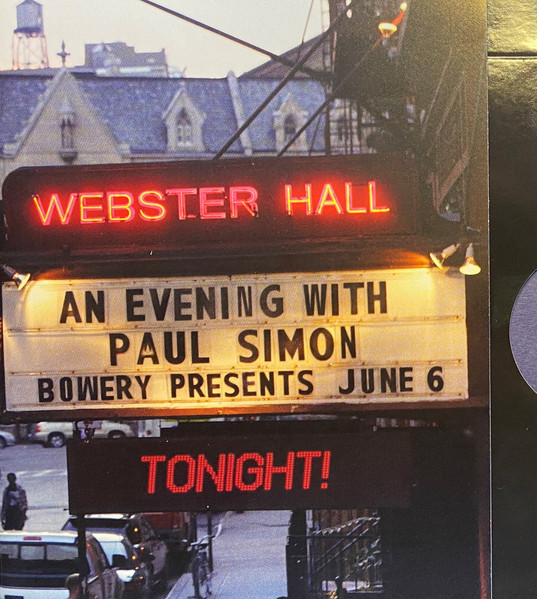 WEBSTER HALL
AN EVENING WITH
PAUL SIMON
BOWERY PRESENTS JUNE 6
TONIGHT!